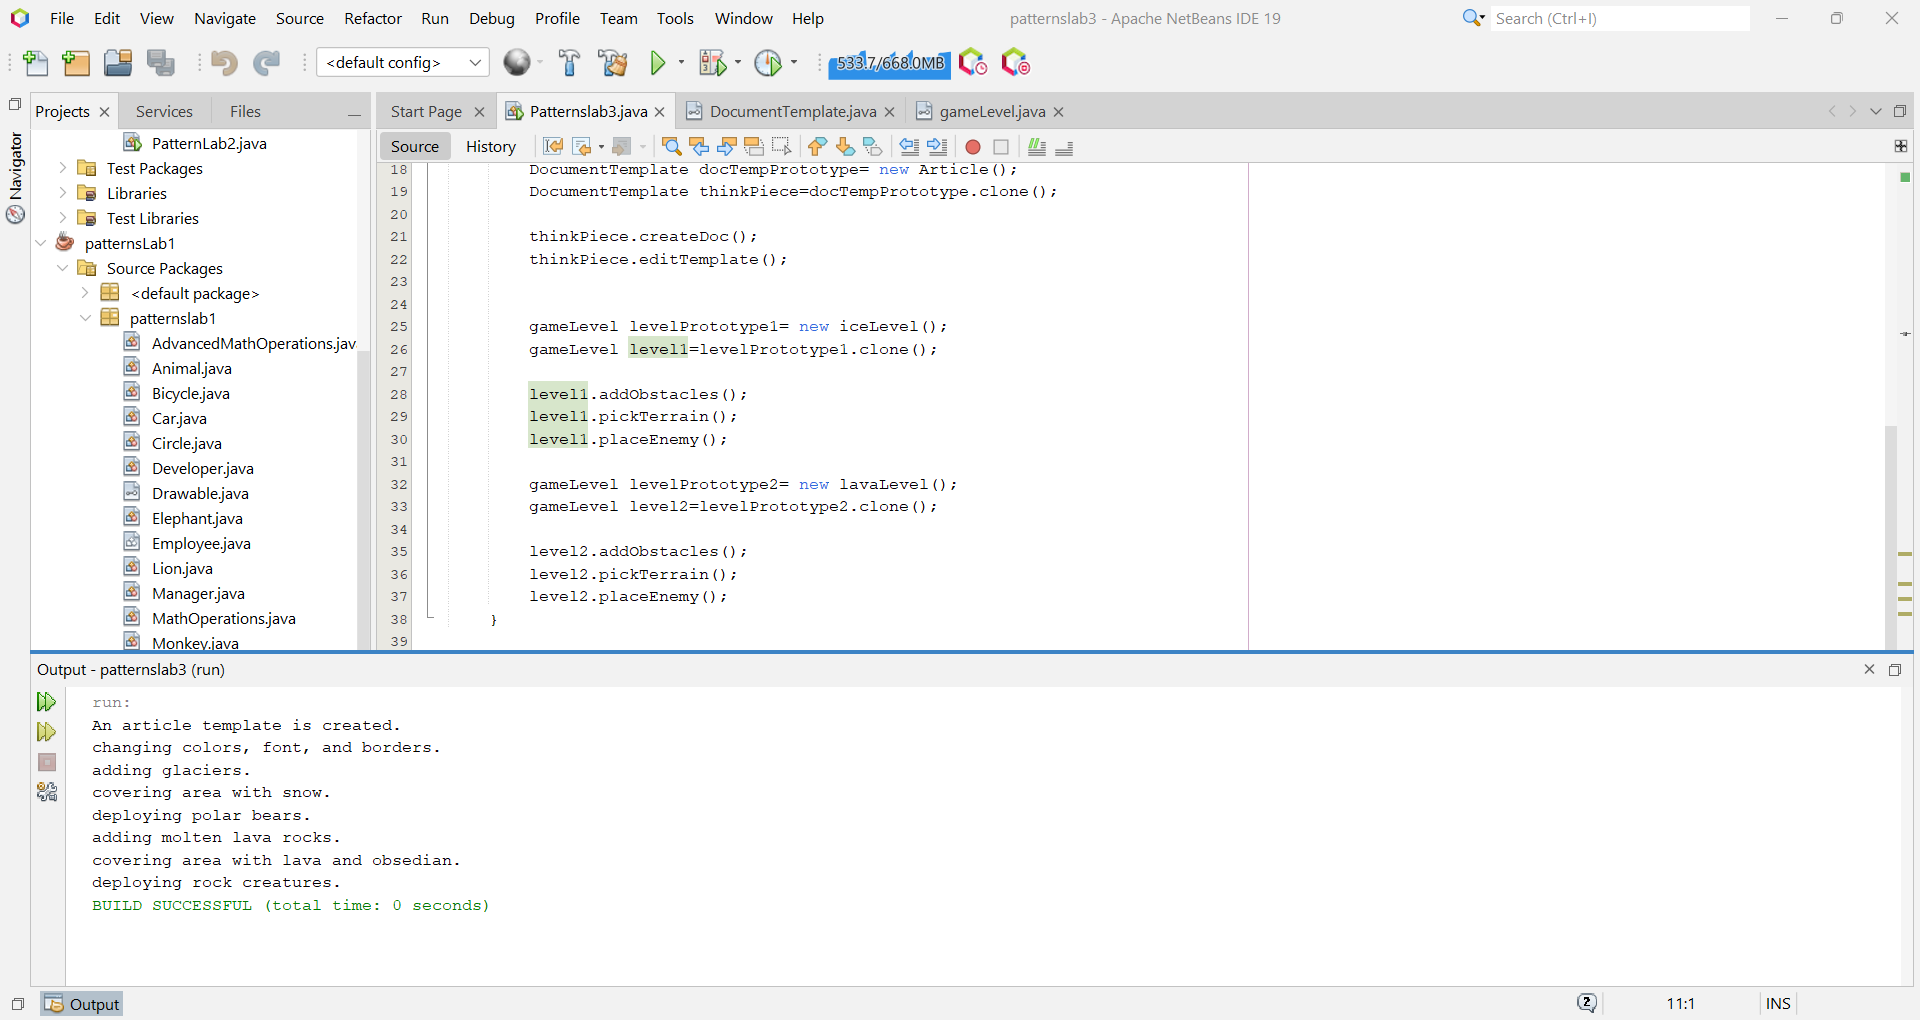 File Edit View Navigate Source Refactor Run Debug Profile Team Tools Window Help
patternslab3 - Apache NetBeans IDE 19
Search (Ctrl+I)
<default config>
533.7/668.0MB
Projects Services Files
Start Page Patternslab3.java DocumentTemplate.java gameLevel.java
Source History
Navigator
PatternLab2.java
Test Packages
Libraries
Test Libraries
patternsLab1
Source Packages
<default package>
patternslab1
AdvancedMathOperations.jav
Animal.java
Bicycle.java
Car.java
Circle.java
Developer.java
Drawable.java
Elephant.java
Employee.java
Lion.java
Manager.java
MathOperations.java
Monkey.java
18 DocumentTemplate docTempPrototype= new Article();
19 DocumentTemplate thinkPiece=docTempPrototype.clone();
20
21 thinkPiece.createDoc();
22 thinkPiece.editTemplate();
23
24
25 gameLevel levelPrototype1= new iceLevel();
26 gameLevel level1=levelPrototype1.clone();
27
28 level1.addObstacles();
29 level1.pickTerrain();
30 level1.placeEnemy();
31
32 gameLevel levelPrototype2= new lavaLevel();
33 gameLevel level2=levelPrototype2.clone();
34
35 level2.addObstacles();
36 level2.pickTerrain();
37 level2.placeEnemy();
38 }
39
Output - patternslab3 (run)
run:
An article template is created.
changing colors, font, and borders.
adding glaciers.
covering area with snow.
deploying polar bears.
adding molten lava rocks.
covering area with lava and obsedian.
deploying rock creatures.
BUILD SUCCESSFUL (total time: 0 seconds)
Output
2
11:1
INS